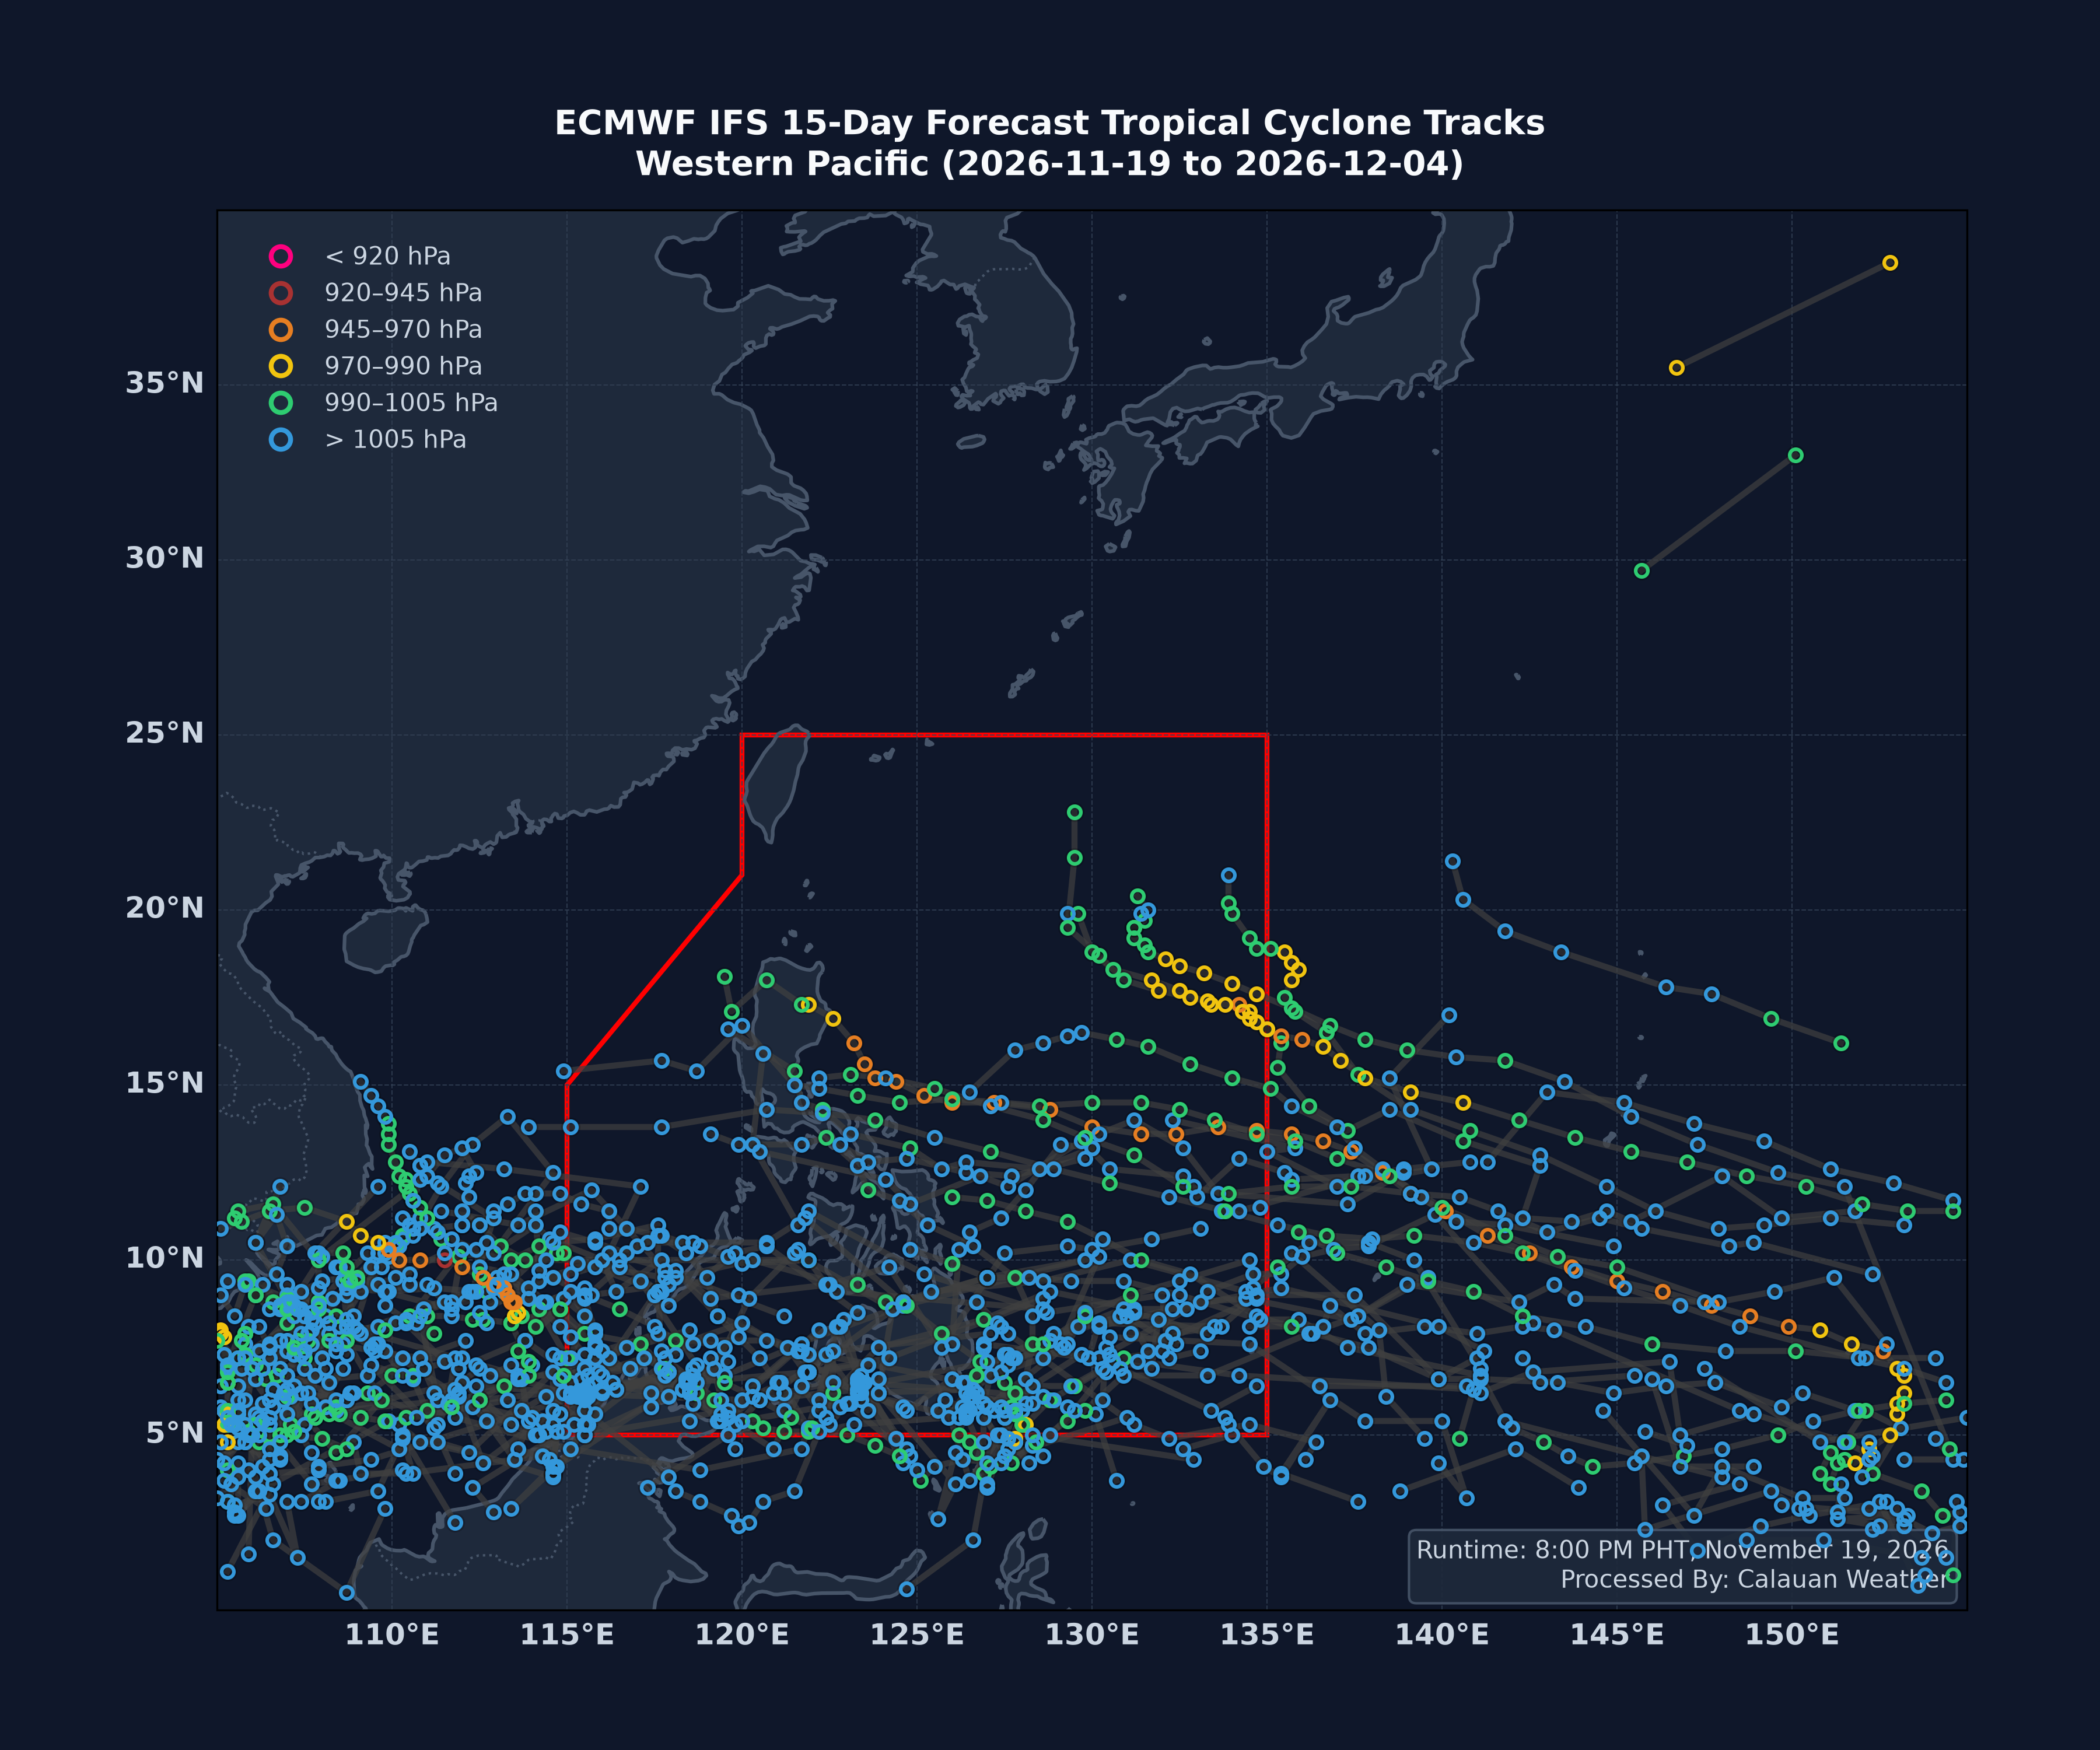 ECMWF IFS 15-Day Forecast Tropical Cyclone Tracks
Western Pacific (2026-11-19 to 2026-12-04)
< 920 hPa
920–945 hPa
945–970 hPa
970–990 hPa
990–1005 hPa
> 1005 hPa
35°N
30°N
25°N
20°N
15°N
10°N
5°N
Runtime: 8:00 PM PHT, November 19, 2026
Processed By: Calauan Weather
110°E 115°E 120°E 125°E 130°E 135°E 140°E 145°E 150°E